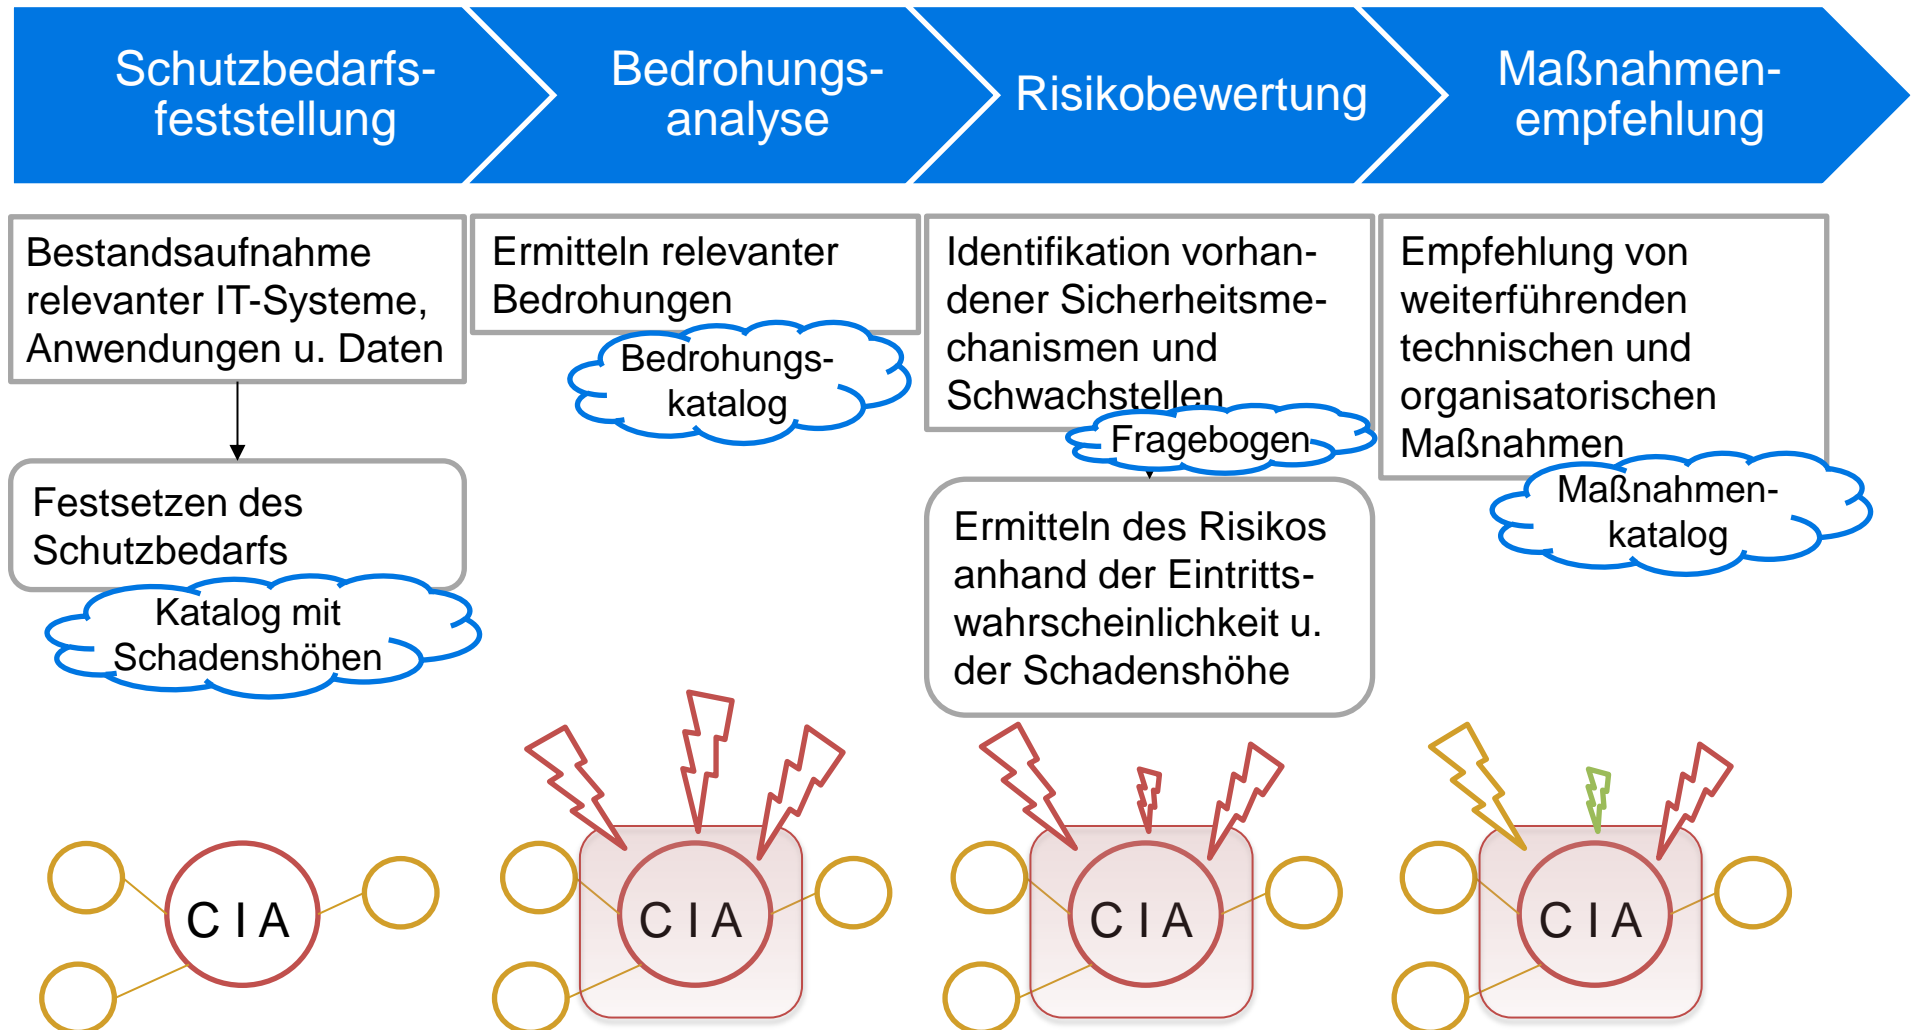 Schutzbedarfs-
feststellung
Bedrohungs-
analyse
Risikobewertung
Maßnahmen-
empfehlung
Bestandsaufnahme
relevanter IT-Systeme,
Anwendungen u. Daten
Festsetzen des
Schutzbedarfs
Katalog mit
Schadenshöhen
Ermitteln relevanter
Bedrohungen
Bedrohungs-
katalog
Identifikation vorhan-
dener Sicherheitsme-
chanismen und
Schwachstellen
Fragebogen
Ermitteln des Risikos
anhand der Eintritts-
wahrscheinlichkeit u.
der Schadenshöhe
Empfehlung von
weiterführenden
technischen und
organisatorischen
Maßnahmen
Maßnahmen-
katalog
C I A
C I A
C I A
C I A